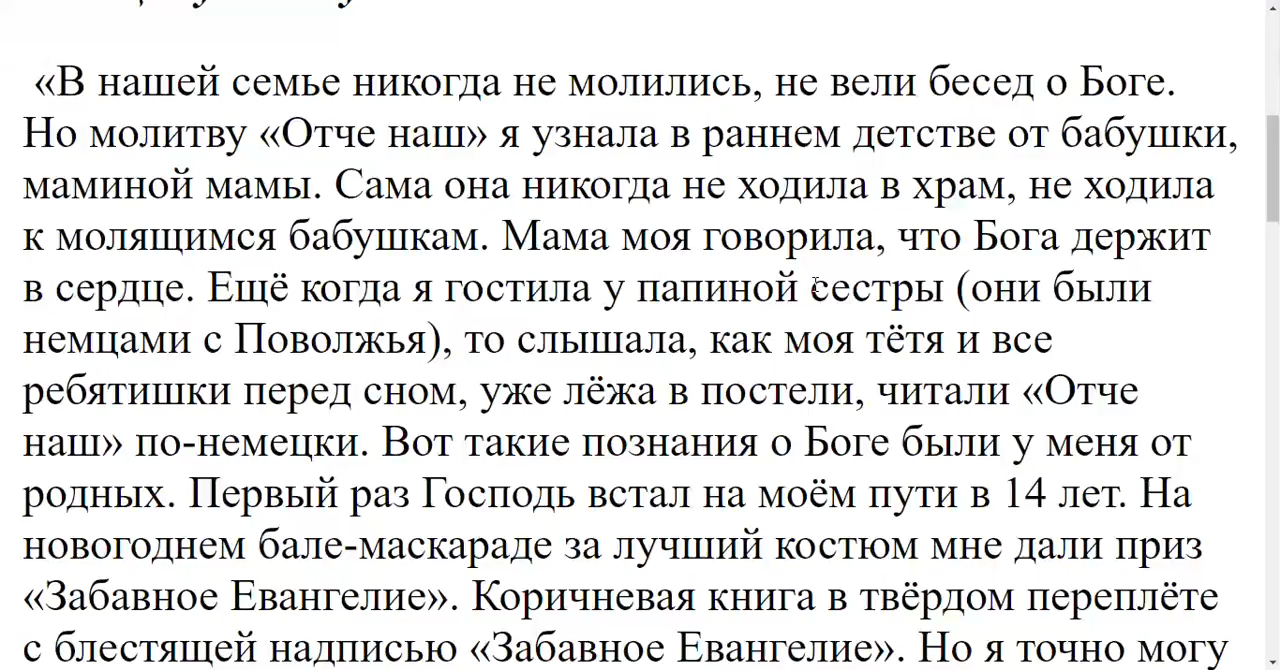 «В нашей семье никогда не молились, не вели бесед о Боге.
Но молитву «Отче наш» я узнала в раннем детстве от бабушки,
маминой мамы. Сама она никогда не ходила в храм, не ходила
к молящимся бабушкам. Мама моя говорила, что Бога держит
в сердце. Ещё когда я гостила у папиной сестры (они были
немцами с Поволжья), то слышала, как моя тётя и все
ребятишки перед сном, уже лёжа в постели, читали «Отче
наш» по-немецки. Вот такие познания о Боге были у меня от
родных. Первый раз Господь встал на моём пути в 14 лет. На
новогоднем бале-маскараде за лучший костюм мне дали приз
«Забавное Евангелие». Коричневая книга в твёрдом переплёте
с блестящей надписью «Забавное Евангелие». Но я точно могу